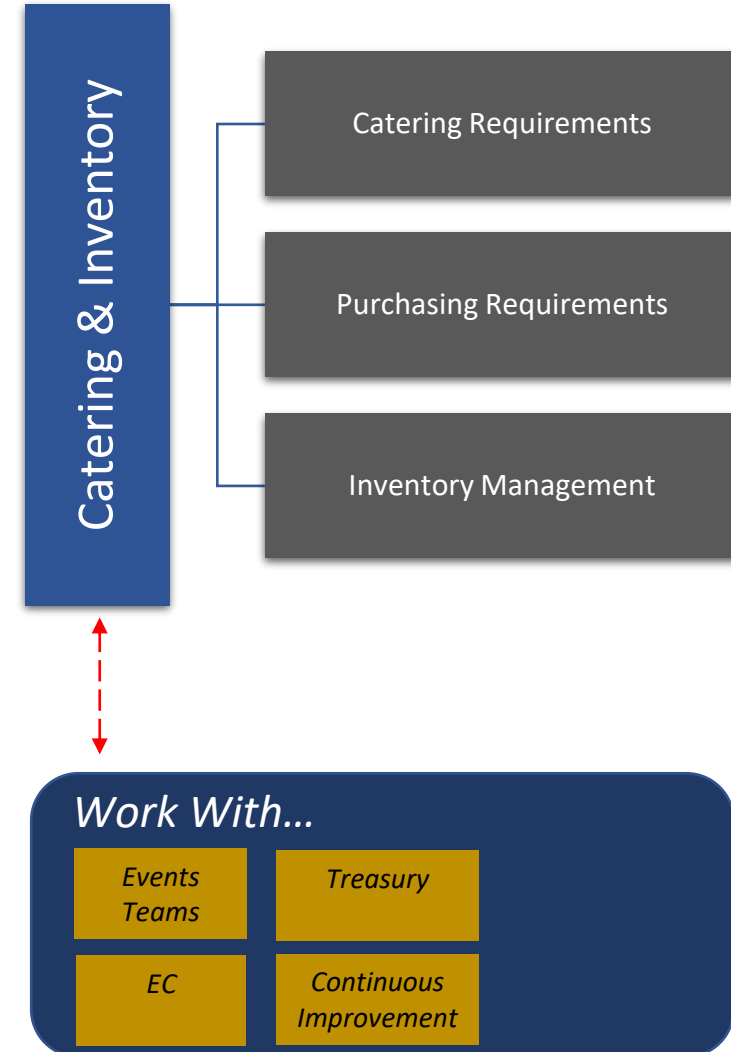 Catering & Inventory
Catering Requirements
Purchasing Requirements
Inventory Management
Work With...
Events
Teams
Treasury
EC
Continuous
Improvement